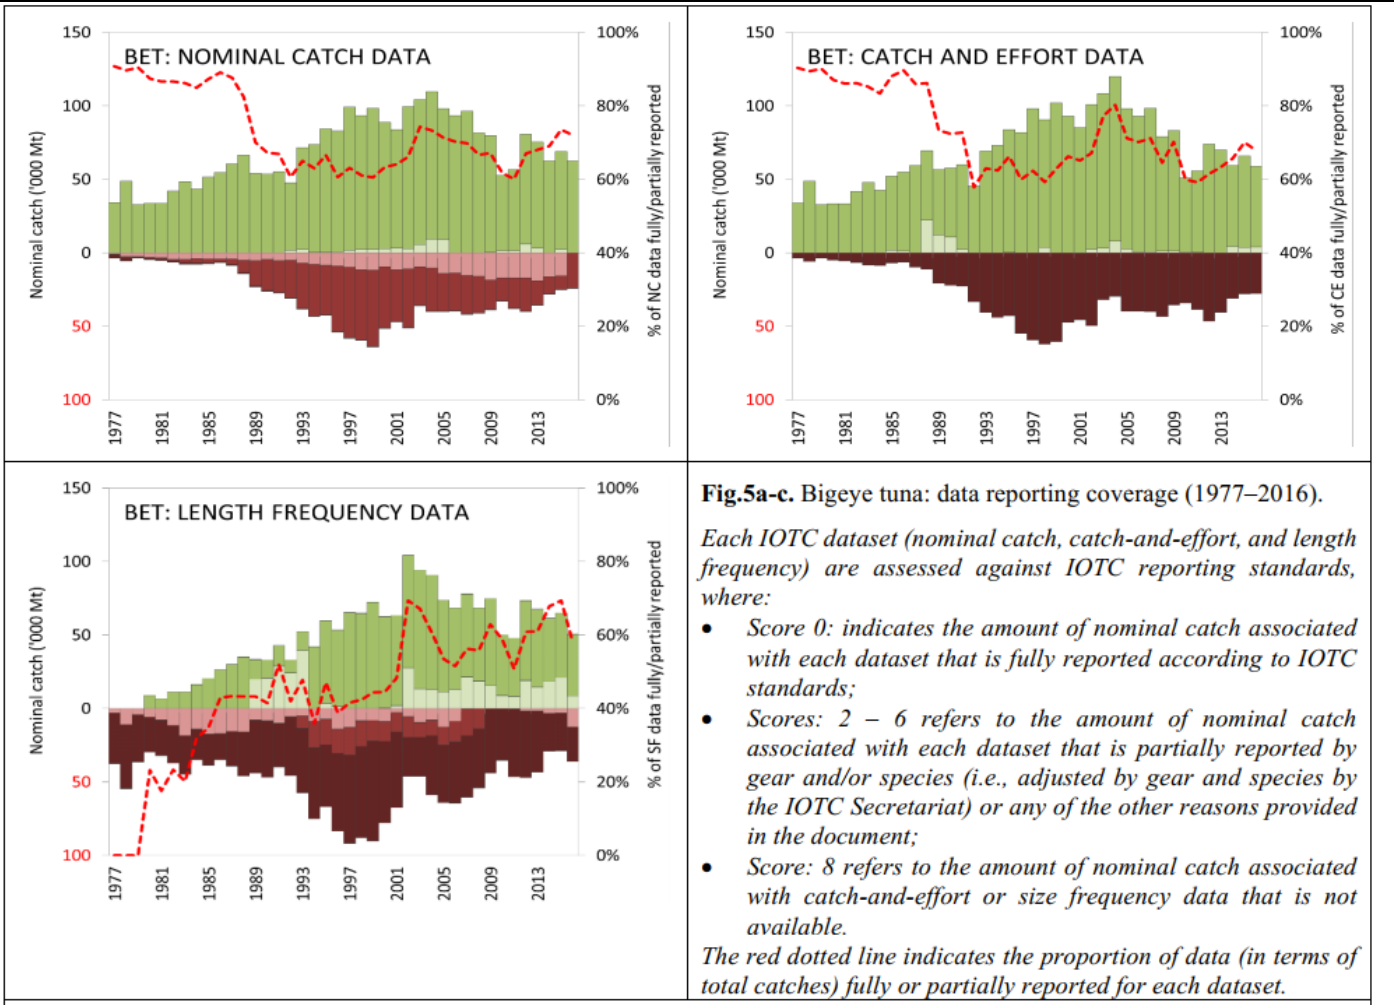 BET: NOMINAL CATCH DATA
Nominal catch ('000 Mt)
150
100
50
0
50
100
100%
80%
60%
40%
20%
0%
% of NC data fully/partially reported
1977
1981
1985
1989
1993
1997
2001
2005
2009
2013
BET: CATCH AND EFFORT DATA
Nominal catch ('000 Mt)
150
100
50
0
50
100
100%
80%
60%
40%
20%
0%
% of CE data fully/partially reported
1977
1981
1985
1989
1993
1997
2001
2005
2009
2013
BET: LENGTH FREQUENCY DATA
Nominal catch ('000 Mt)
150
100
50
0
50
100
100%
80%
60%
40%
20%
0%
% of SF data fully/partially reported
1977
1981
1985
1989
1993
1997
2001
2005
2009
2013
Fig.5a-c. Bigeye tuna: data reporting coverage (1977–2016).
Each IOTC dataset (nominal catch, catch-and-effort, and length
frequency) are assessed against IOTC reporting standards,
where:
• Score 0: indicates the amount of nominal catch associated
with each dataset that is fully reported according to IOTC
standards;
• Scores: 2 – 6 refers to the amount of nominal catch
associated with each dataset that is partially reported by
gear and/or species (i.e., adjusted by gear and species by
the IOTC Secretariat) or any of the other reasons provided
in the document;
• Score: 8 refers to the amount of nominal catch associated
with catch-and-effort or size frequency data that is not
available.
The red dotted line indicates the proportion of data (in terms of
total catches) fully or partially reported for each dataset.